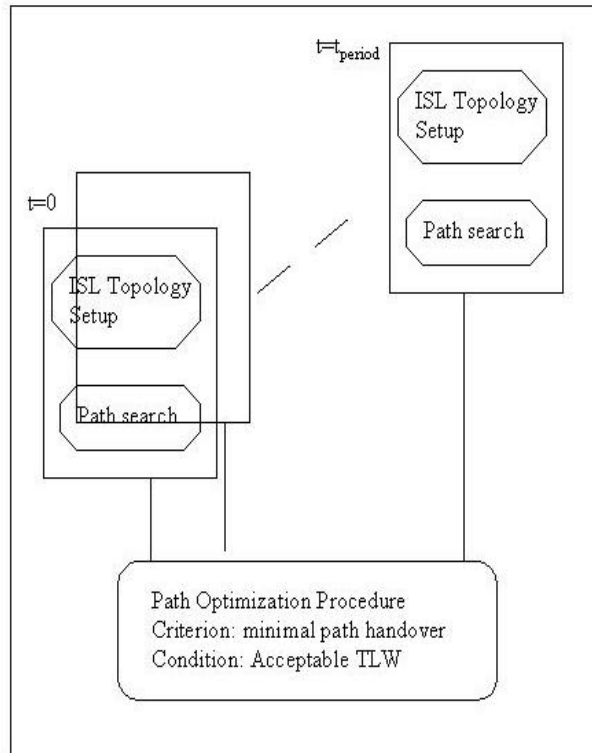 t=t_period
ISL Topology
Setup
Path search
t=0
ISL Topology
Setup
Path search
Path Optimization Procedure
Criterion: minimal path handover
Condition: Acceptable TLW